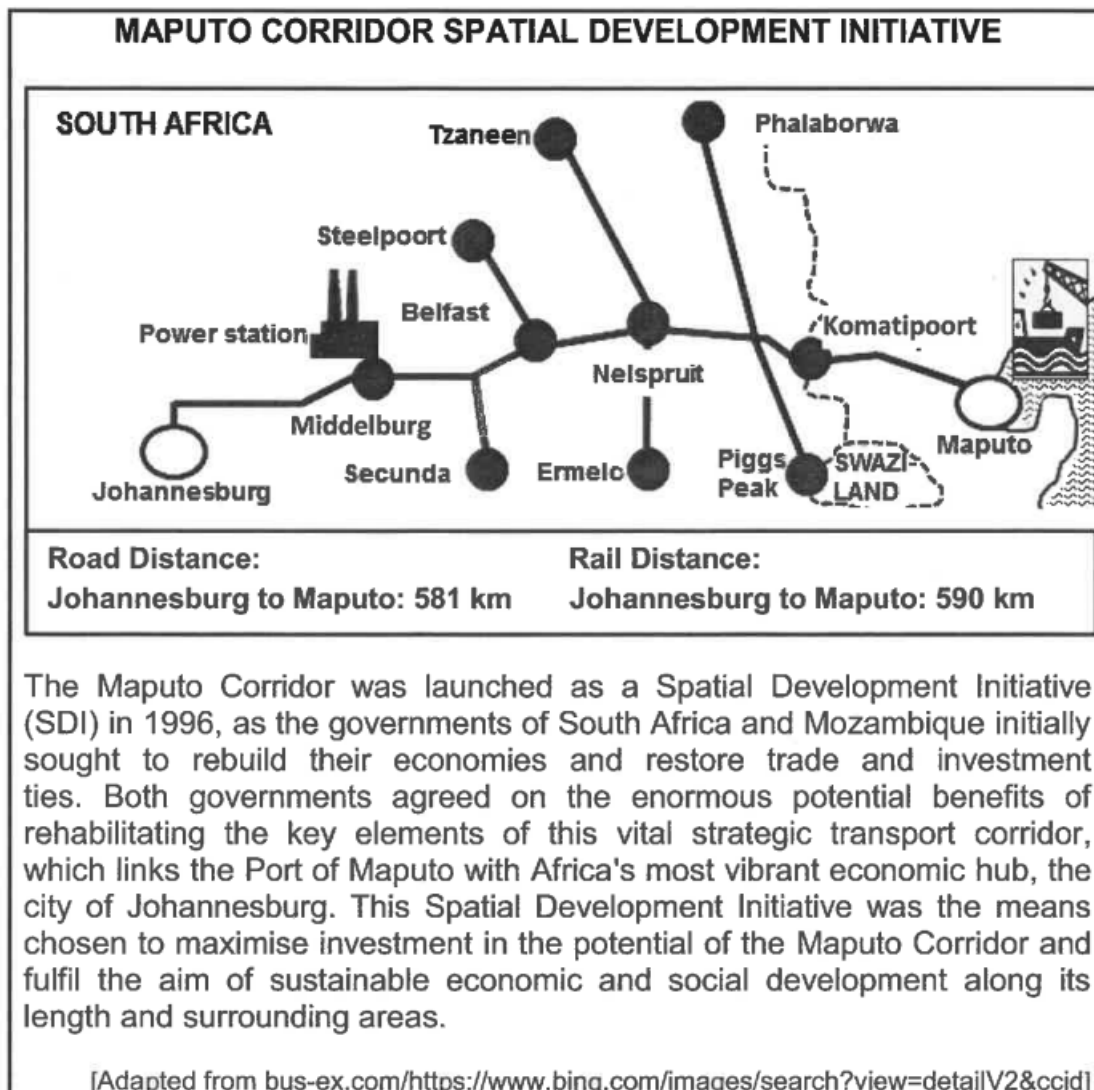 MAPUTO CORRIDOR SPATIAL DEVELOPMENT INITIATIVE
SOUTH AFRICA
Tzaneen
Phalaborwa
Steelpoort
Belfast
Komatipoort
Power station
Nelspruit
Middelburg
Maputo
Secunda
Ermelo
Piggs
Peak
SWAZI-
LAND
Johannesburg
Road Distance:
Johannesburg to Maputo: 581 km
Rail Distance:
Johannesburg to Maputo: 590 km
The Maputo Corridor was launched as a Spatial Development Initiative
(SDI) in 1996, as the governments of South Africa and Mozambique initially
sought to rebuild their economies and restore trade and investment
ties. Both governments agreed on the enormous potential benefits of
rehabilitating the key elements of this vital strategic transport corridor,
which links the Port of Maputo with Africa's most vibrant economic hub, the
city of Johannesburg. This Spatial Development Initiative was the means
chosen to maximise investment in the potential of the Maputo Corridor and
fulfil the aim of sustainable economic and social development along its
length and surrounding areas.
[Adapted from bus-ex.com/https://www.bing.com/images/search?view=detailV2&ccid]